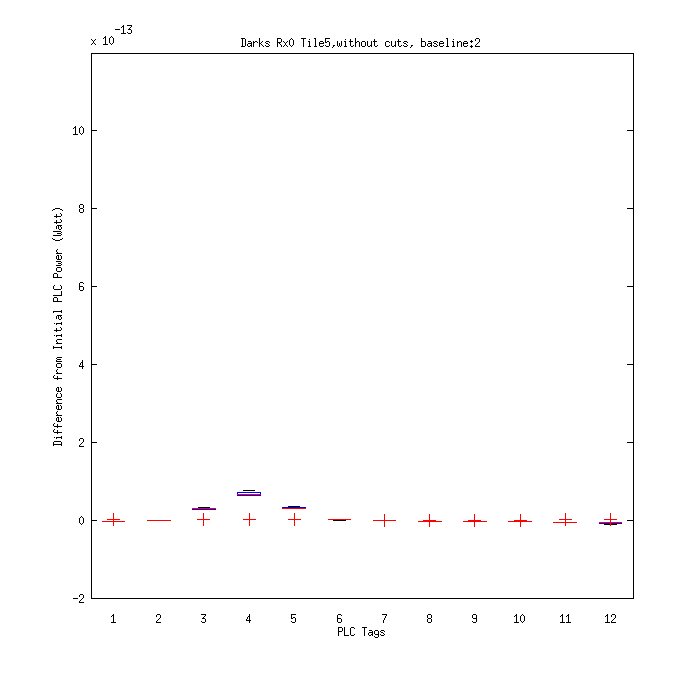 x 10-13
Darks Rx0 Tile5,without cuts, baseline:2
10
8
6
4
2
0
-2
Difference from Initial PLC Power (Watt)
1 2 3 4 5 6 7 8 9 10 11 12
PLC Tags